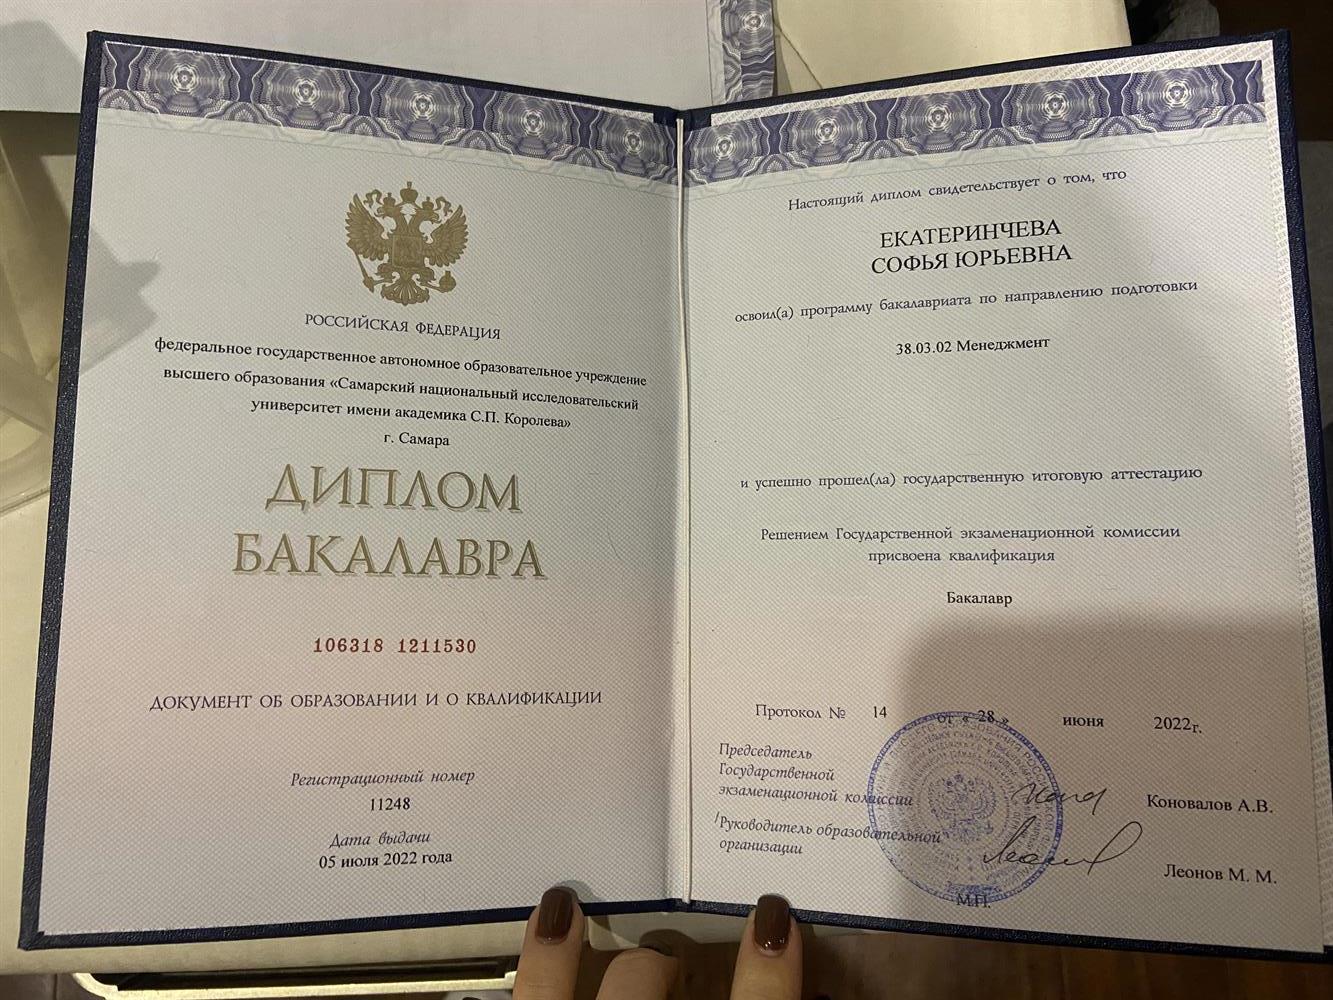 РОССИЙСКАЯ ФЕДЕРАЦИЯ
федеральное государственное автономное образовательное учреждение
высшего образования «Самарский национальный исследовательский
университет имени академика С.П. Королева»
г. Самара
ДИПЛОМ
БАКАЛАВРА
106318 1211530
ДОКУМЕНТ ОБ ОБРАЗОВАНИИ И О КВАЛИФИКАЦИИ
Регистрационный номер
11248
Дата выдачи
05 июля 2022 года
Настоящий диплом свидетельствует о том, что
ЕКАТЕРИНЧЕВА
СОФЬЯ ЮРЬЕВНА
освоил(а) программу бакалавриата по направлению подготовки
38.03.02 Менеджмент
и успешно прошел(ла) государственную итоговую аттестацию
Решением Государственной экзаменационной комиссии
присвоена квалификация
Бакалавр
Протокол № 14 от « 28 » июня 2022г.
Председатель
Государственной
экзаменационной комиссии
Коновалов А.В.
Руководитель образовательной
организации
Леонов М. М.
М.П.